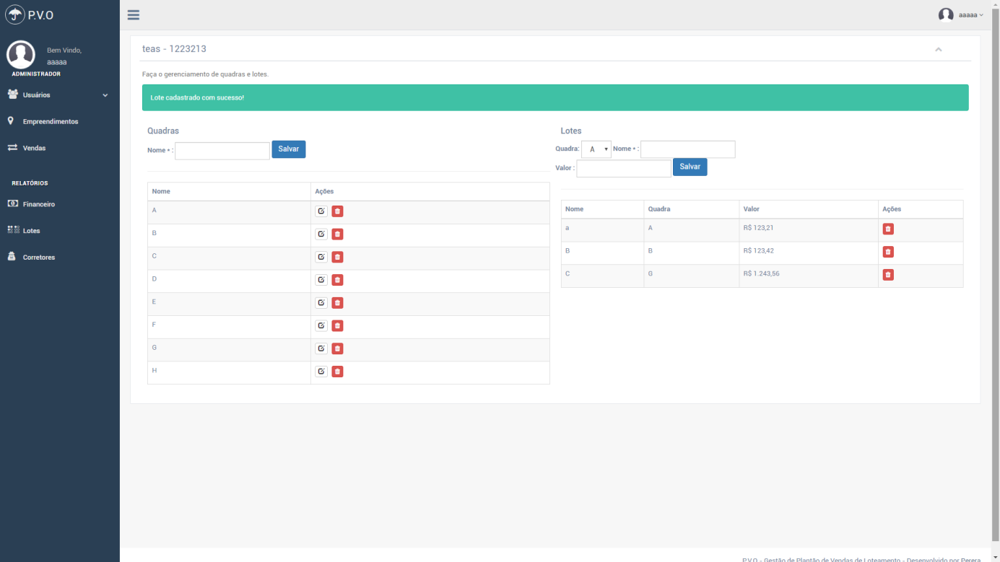 P.V.O
aaaaa
Bem Vindo,
aaaaa
ADMINISTRADOR
Usuários
Empreendimentos
Vendas
RELATÓRIOS
Financeiro
Lotes
Corretores
teas - 1223213
Faça o gerenciamento de quadras e lotes.
Lote cadastrado com sucesso!
Quadras
Nome * : Salvar
Nome Ações
A
B
C
D
E
F
G
H
Lotes
Quadra: A Nome * :
Valor : Salvar
Nome Quadra Valor Ações
a A R$ 123,21
B B R$ 123,42
C G R$ 1.243,56
P.V.O - Gestão de Plantão de Vendas de Loteamento - Desenvolvido por Perera